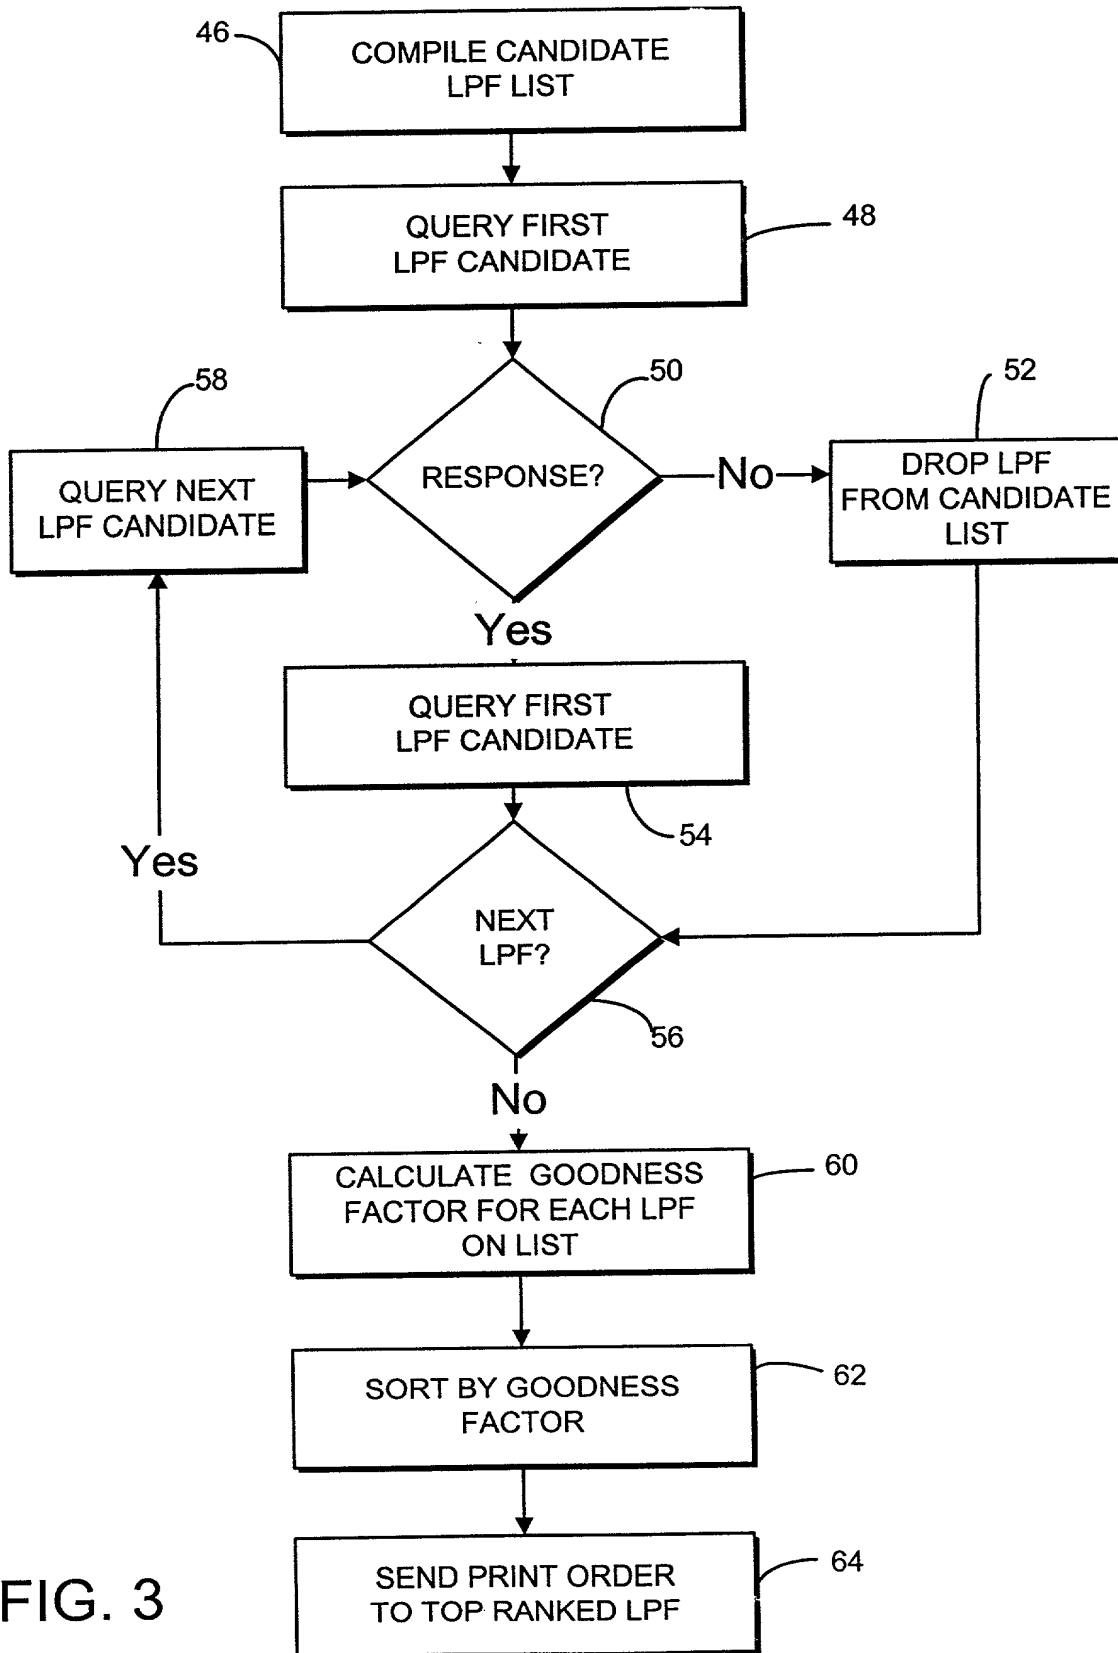 46
COMPILE CANDIDATE
LPF LIST
QUERY FIRST
LPF CANDIDATE
48
58
50
52
QUERY NEXT
LPF CANDIDATE
RESPONSE?
No
DROP LPF
FROM CANDIDATE
LIST
Yes
QUERY FIRST
LPF CANDIDATE
54
Yes
NEXT
LPF?
56
No
CALCULATE GOODNESS
FACTOR FOR EACH LPF
ON LIST
60
SORT BY GOODNESS
FACTOR
62
SEND PRINT ORDER
TO TOP RANKED LPF
64
FIG. 3